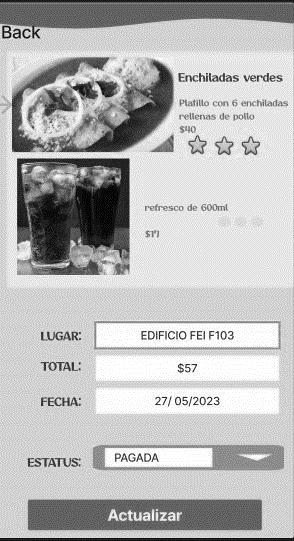 Back
Enchiladas verdes
Platillo con 6 enchiladas
rellenas de pollo
$40
refresco de 600ml
$17
LUGAR:
EDIFICIO FEI F103
TOTAL:
$57
FECHA:
27/ 05/2023
ESTATUS:
PAGADA
Actualizar